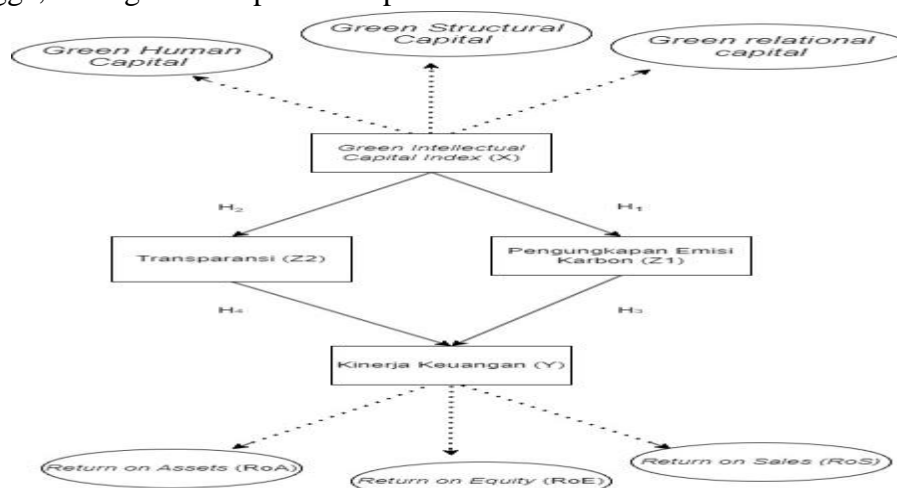 Green Structural
Capital
Green Human
Capital
Green relational
capital
Green Intellectual
Capital Index (X)
H₂
H₁
Transparansi (Z2)
Pengungkapan Emisi
Karbon (Z1)
H₄
H₃
Kinerja Keuangan (Y)
Return on Assets (RoA)
Return on Equity (RoE)
Return on Sales (RoS)